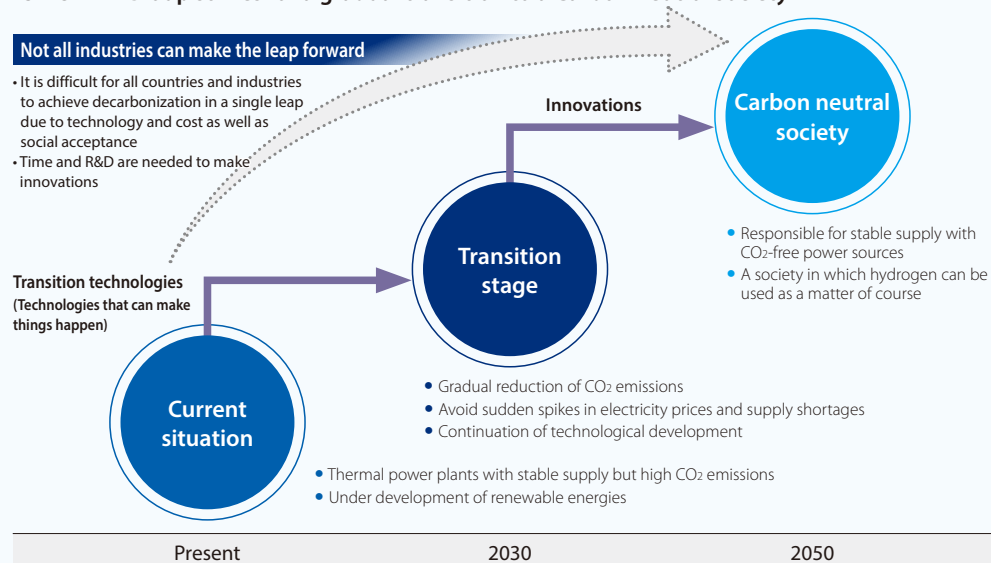 Not all industries can make the leap forward
• It is difficult for all countries and industries
to achieve decarbonization in a single leap
due to technology and cost as well as
social acceptance
• Time and R&D are needed to make
innovations
Innovations
Carbon neutral
society
• Responsible for stable supply with
CO2-free power sources
• A society in which hydrogen can be
used as a matter of course
Transition
stage
Transition technologies
(Technologies that can make
things happen)
• Gradual reduction of CO2 emissions
• Avoid sudden spikes in electricity prices and supply shortages
• Continuation of technological development
Current
situation
• Thermal power plants with stable supply but high CO2 emissions
• Under development of renewable energies
Present 2030 2050